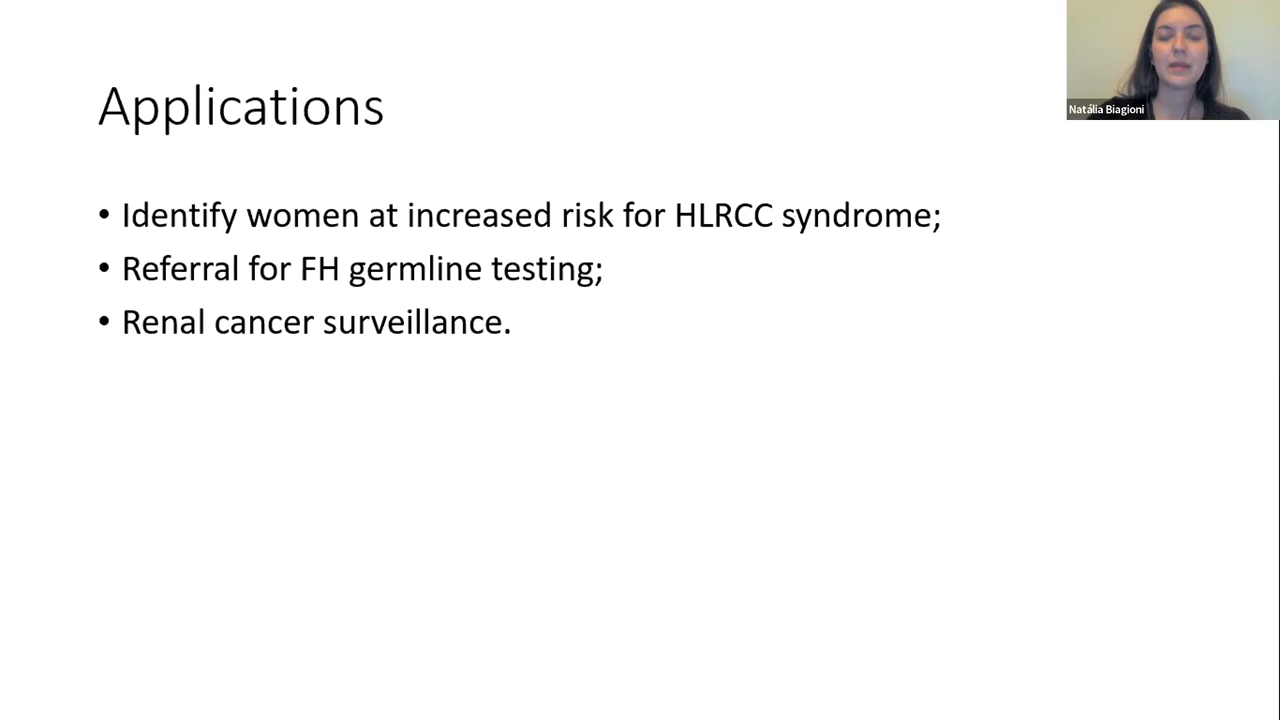 Applications
Natália Biagioni
• Identify women at increased risk for HLRCC syndrome;
• Referral for FH germline testing;
• Renal cancer surveillance.